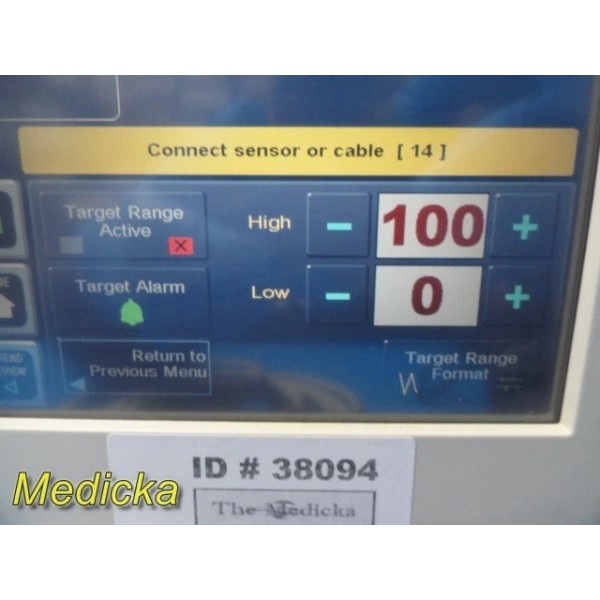 Connect sensor or cable [ 14 ]
Target Range
Active
High
100
Target Alarm
Low
0
Return to
Previous Menu
Target Range
Format
ID # 38094
The Medicka
Medicka